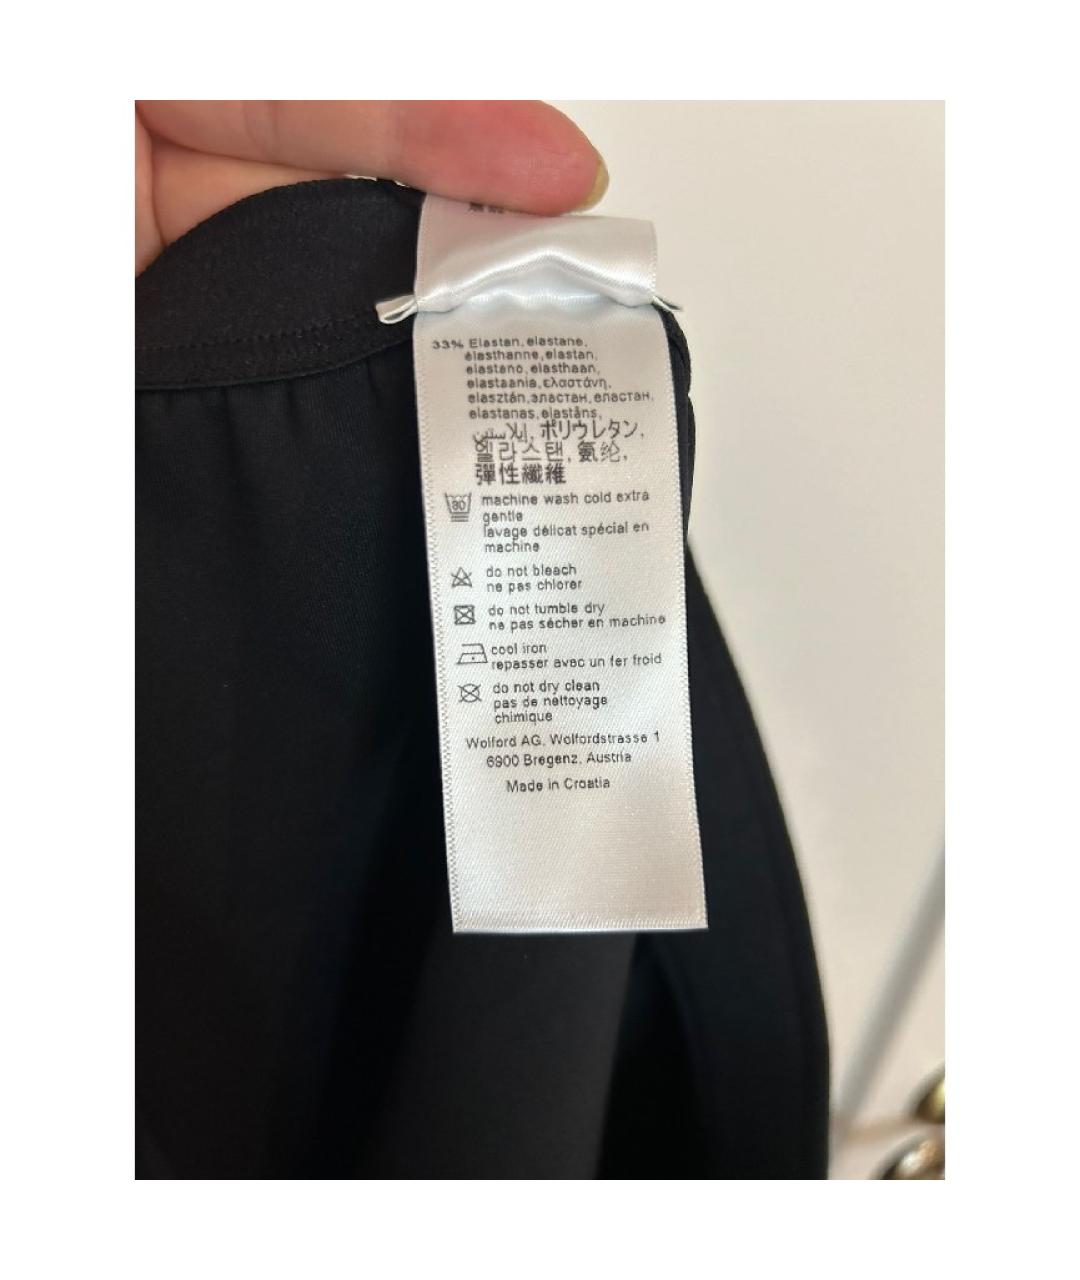 33% Elastan, elastane,
élasthanne, elastan,
elastano, elasthaan,
elastaania, ελαστάνη,
elasztán, эластан, еластан,
elastanas, elastāns,
إيلاستين, ポリウレタン,
엘라스텐, 氨纶,
彈性纖維
30
machine wash cold extra
gentle
lavage délicat spécial en
machine
do not bleach
ne pas chlorer
do not tumble dry
ne pas sécher en machine
cool iron
repasser avec un fer froid
do not dry clean
pas de nettoyage
chimique
Wolford AG, Wolfordstrasse 1
6900 Bregenz, Austria
Made in Croatia